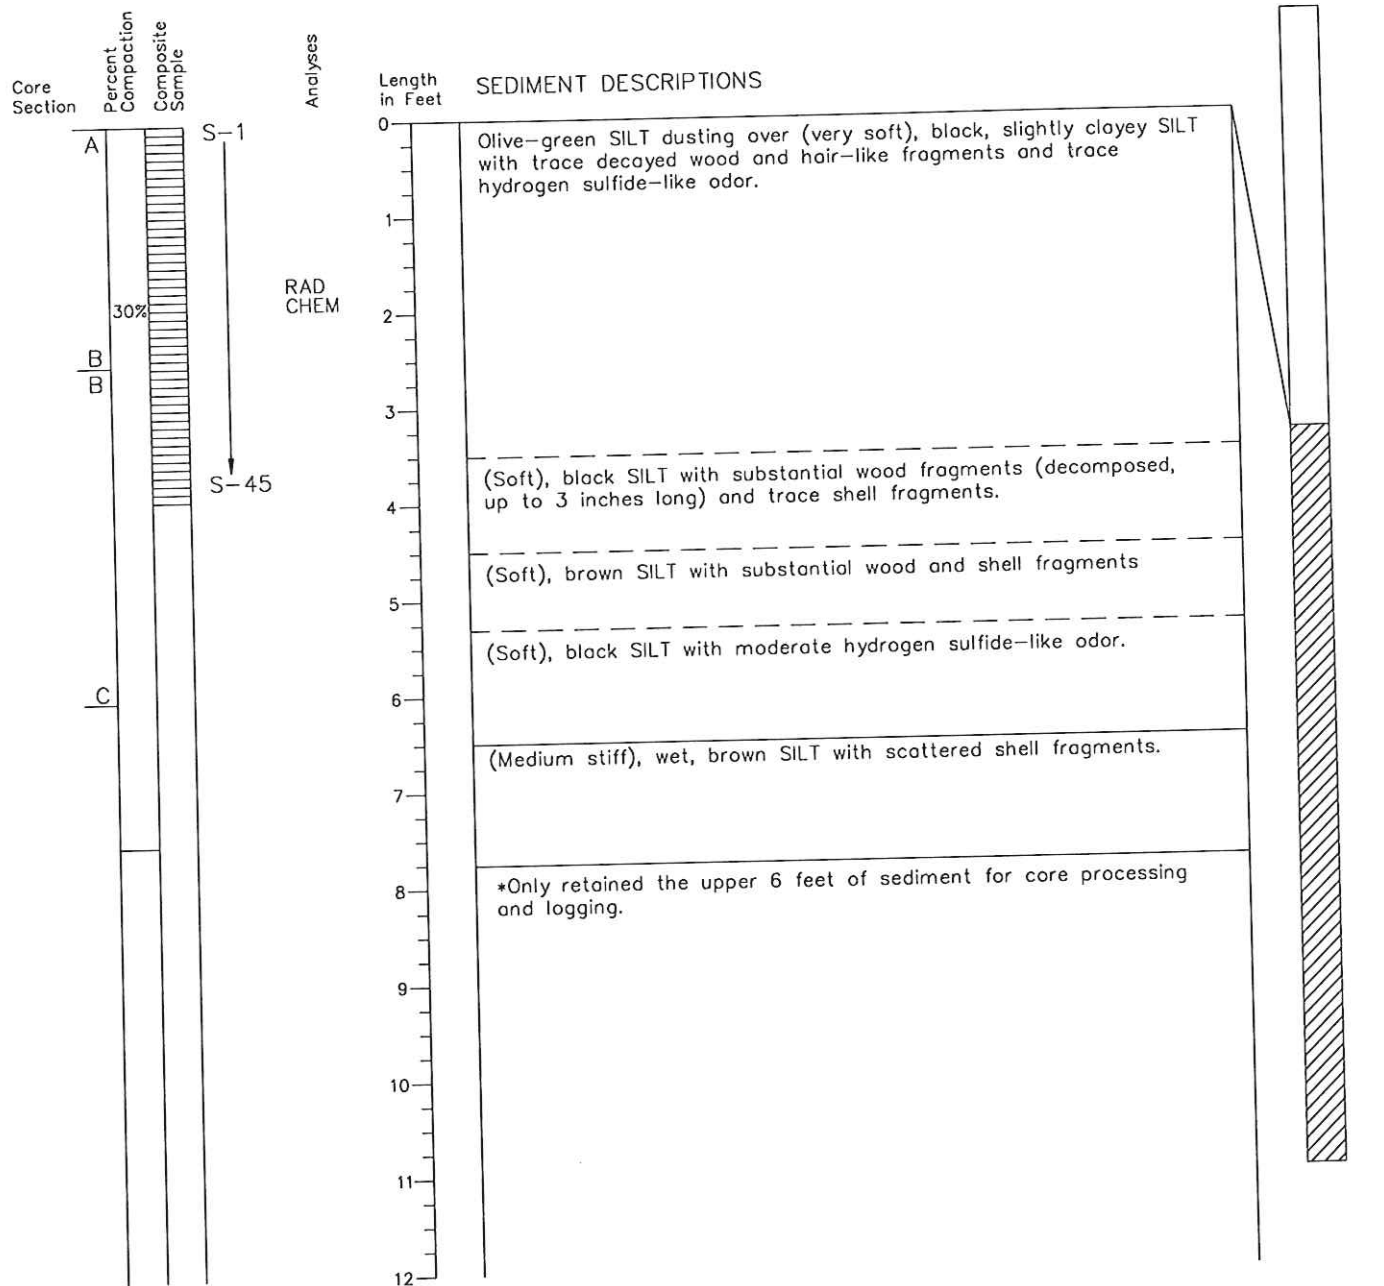 Core
Section
Percent
Compaction
Composite
Sample
Analyses
Length
in Feet
SEDIMENT DESCRIPTIONS
A
B
B
C
30%
S-1
S-45
RAD
CHEM
0
1
2
3
4
5
6
7
8
9
10
11
12
Olive-green SILT dusting over (very soft), black, slightly clayey SILT
with trace decayed wood and hair-like fragments and trace
hydrogen sulfide-like odor.
(Soft), black SILT with substantial wood fragments (decomposed,
up to 3 inches long) and trace shell fragments.
(Soft), brown SILT with substantial wood and shell fragments
(Soft), black SILT with moderate hydrogen sulfide-like odor.
(Medium stiff), wet, brown SILT with scattered shell fragments.
*Only retained the upper 6 feet of sediment for core processing
and logging.